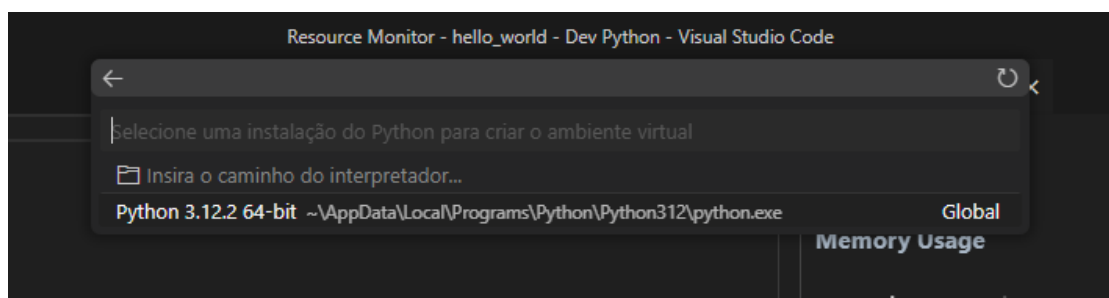 Resource Monitor - hello_world - Dev Python - Visual Studio Code
Selecione uma instalação do Python para criar o ambiente virtual
Insira o caminho do interpretador...
Python 3.12.2 64-bit ~\AppData\Local\Programs\Python\Python312\python.exe Global
Memory Usage